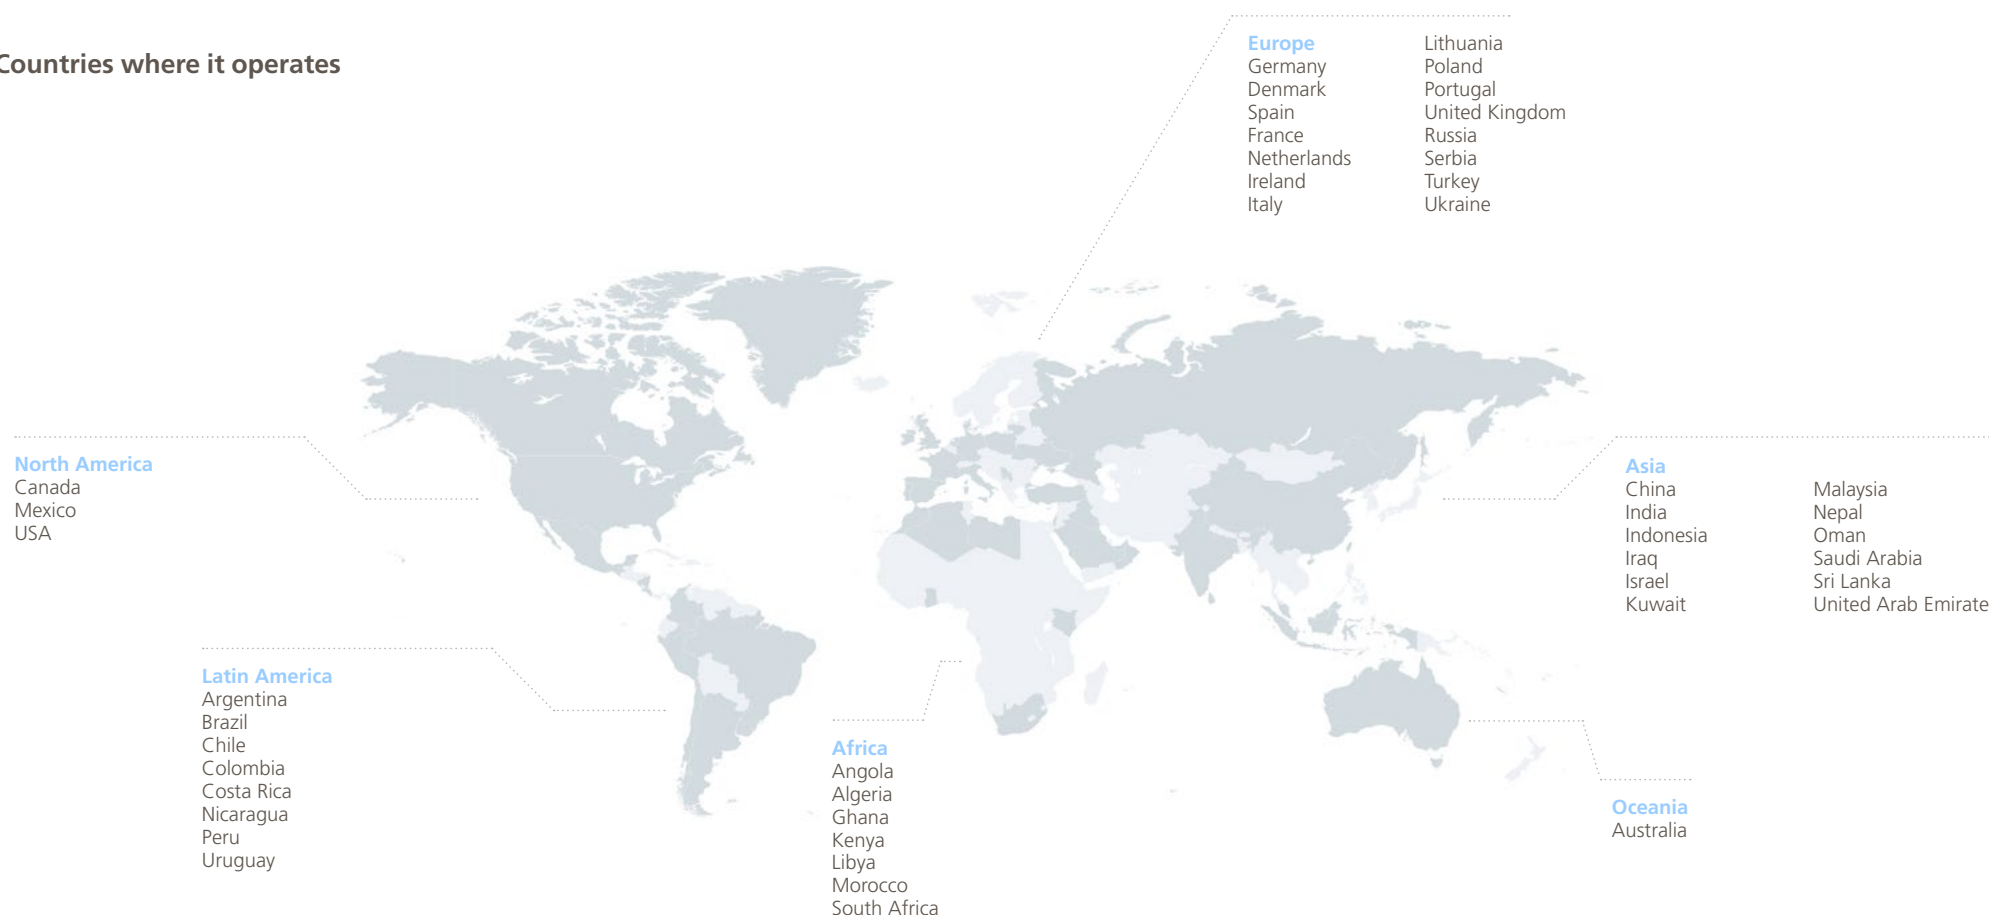 Countries where it operates
Europe
Germany
Denmark
Spain
France
Netherlands
Ireland
Italy
Lithuania
Poland
Portugal
United Kingdom
Russia
Serbia
Turkey
Ukraine
North America
Canada
Mexico
USA
Asia
China
India
Indonesia
Iraq
Israel
Kuwait
Malaysia
Nepal
Oman
Saudi Arabia
Sri Lanka
United Arab Emirate
Latin America
Argentina
Brazil
Chile
Colombia
Costa Rica
Nicaragua
Peru
Uruguay
Africa
Angola
Algeria
Ghana
Kenya
Libya
Morocco
South Africa
Oceania
Australia